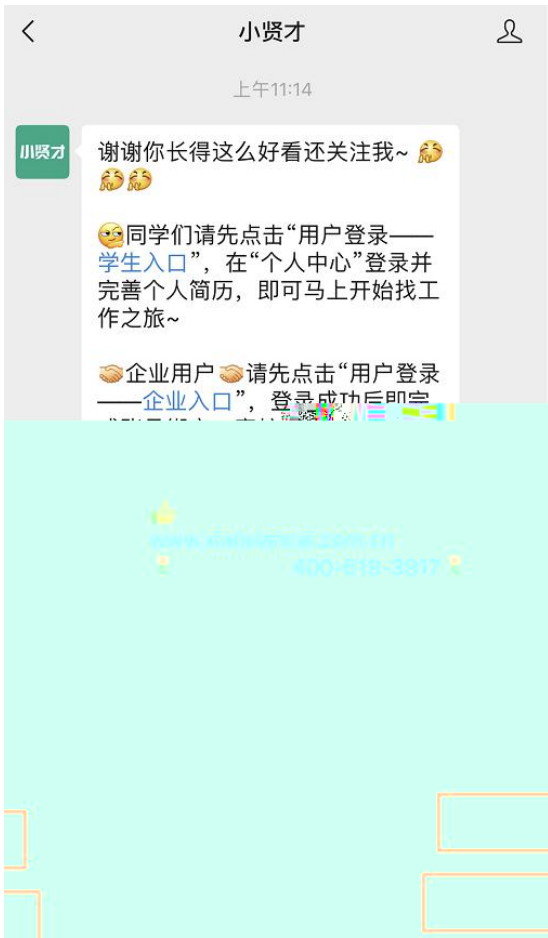 小贤才
上午11:14
小贤才
谢谢你长得这么好看还关注我~
同学们请先点击“用户登录——
学生入口”，在“个人中心”登录并
完善个人简历，即可马上开始找工
作之旅~
企业用户 请先点击“用户登录
——企业入口”，登录成功后即完
400-818-3817